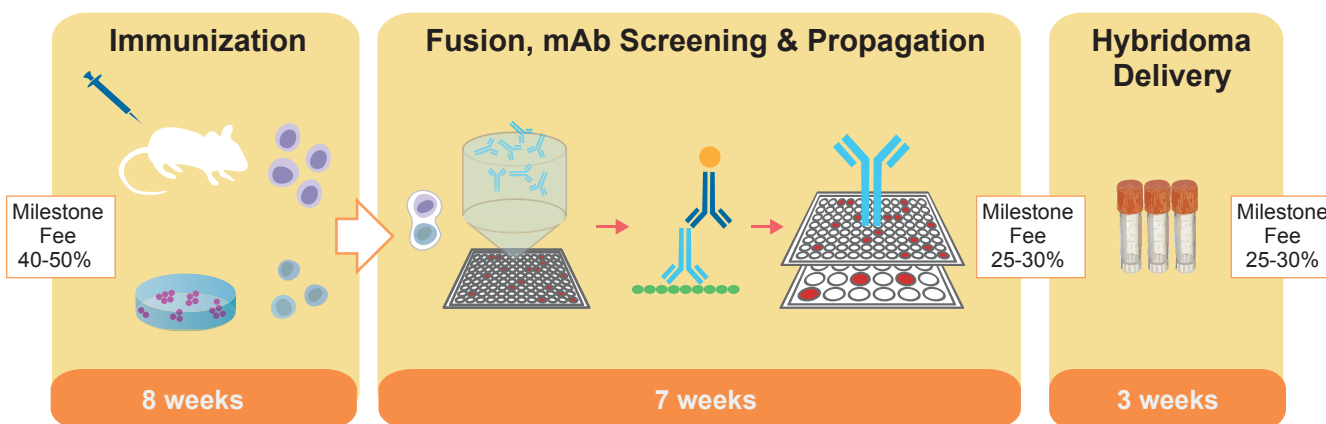 Immunization
Milestone
Fee
40-50%
8 weeks
Fusion, mAb Screening & Propagation
Milestone
Fee
25-30%
7 weeks
Hybridoma
Delivery
Milestone
Fee
25-30%
3 weeks